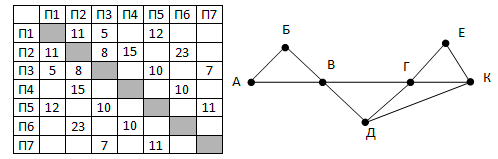 П1 П2 П3 П4 П5 П6 П7
П1 11 5 12
П2 11 8 15 23
П3 5 8 10 7
П4 15 10
П5 12 10 11
П6 23 10
П7 7 11
Е
Б
А В Г К
Д